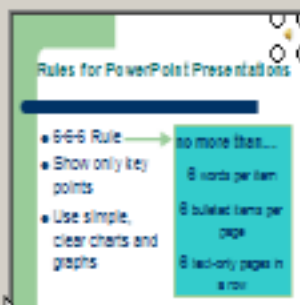 Rules for PowerPoint Presentations
• 6-6-6 Rule
• Show only key
points
• Use simple,
clear charts and
graphs
no more than....
6 words per item
6 bulleted items per
page
6 text-only pages in
a row